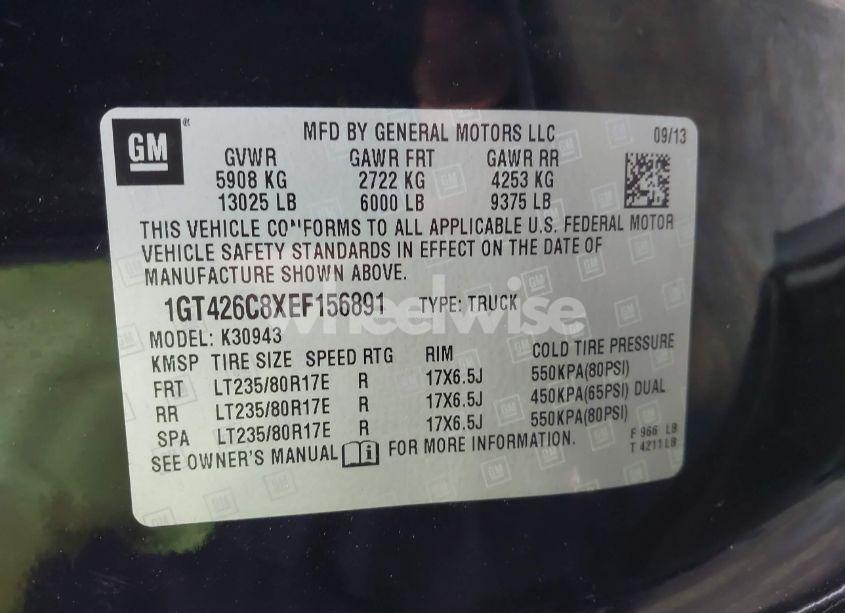 GM ®
MFD BY GENERAL MOTORS LLC 09/13
GVWR GAWR FRT GAWR RR
5908 KG 2722 KG 4253 KG
13025 LB 6000 LB 9375 LB
THIS VEHICLE CONFORMS TO ALL APPLICABLE U.S. FEDERAL MOTOR
VEHICLE SAFETY STANDARDS IN EFFECT ON THE DATE OF
MANUFACTURE SHOWN ABOVE.
1GT426C8XEF156891 TYPE: TRUCK
wheelwise
MODEL: K30943
KMSP TIRE SIZE SPEED RTG RIM COLD TIRE PRESSURE
FRT LT235/80R17E R 17X6.5J 550KPA(80PSI)
RR LT235/80R17E R 17X6.5J 450KPA(65PSI) DUAL
SPA LT235/80R17E R 17X6.5J 550KPA(80PSI)
F 966 LB
T 4211 LB
SEE OWNER'S MANUAL i FOR MORE INFORMATION.